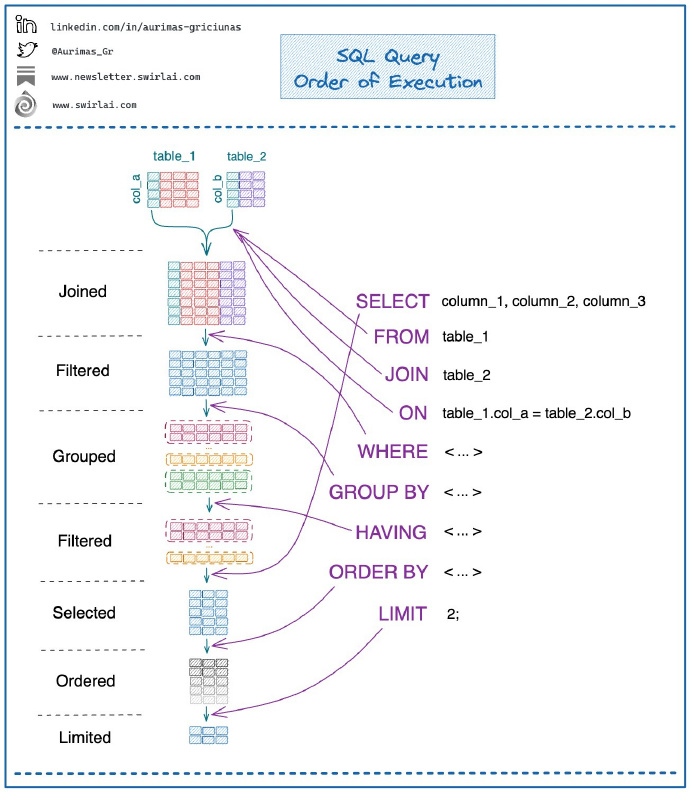 linkedin.com/in/aurimas-griciunas
@Aurimas_Gr
www.newsletter.swirlai.com
www.swirlai.com
SQL Query
Order of Execution
table_1 table_2
col_a col_b
Joined
Filtered
Grouped
...
Filtered
...
Selected
Ordered
Limited
SELECT column_1, column_2, column_3
FROM table_1
JOIN table_2
ON table_1.col_a = table_2.col_b
WHERE < ... >
GROUP BY < ... >
HAVING < ... >
ORDER BY < ... >
LIMIT 2;